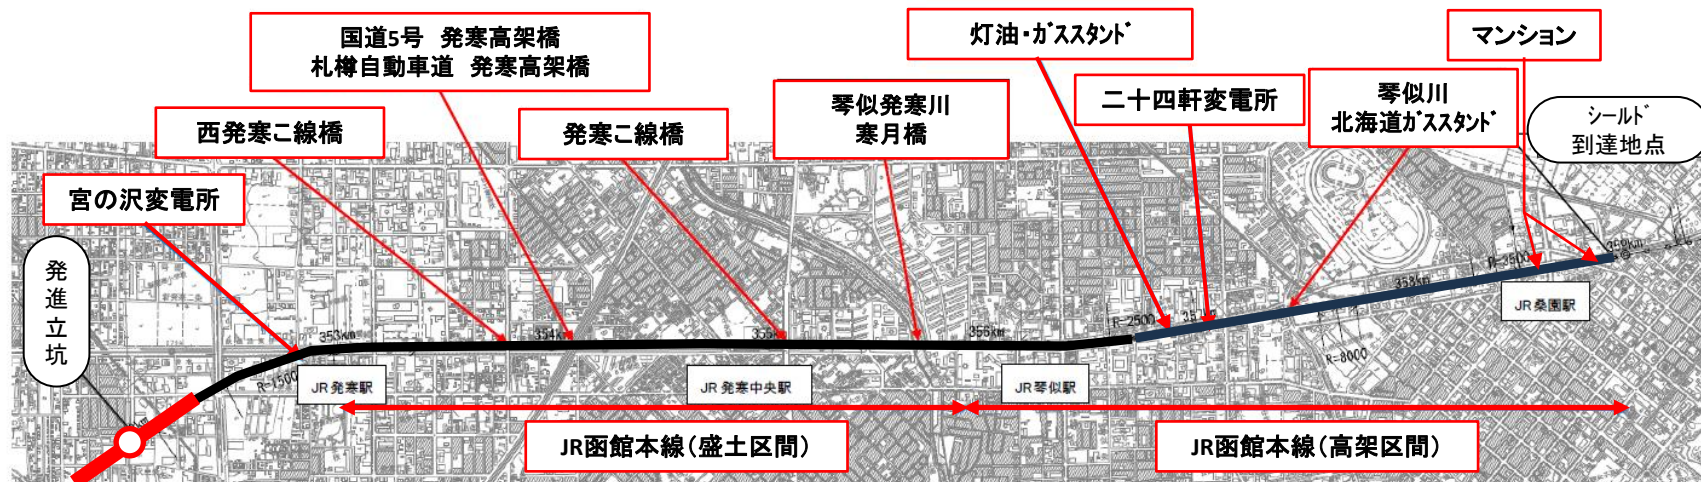 国道5号　発寒高架橋
札樽自動車道　発寒高架橋
灯油・ガススタンド
マンション
西発寒こ線橋
発寒こ線橋
琴似発寒川
寒月橋
二十四軒変電所
琴似川
北海道ガススタンド
シールド
到達地点
宮の沢変電所
発進立坑
353km
354k
356km
R=2500
358km
R=3500
R=1500
R=8000
JR発寒駅
JR発寒中央駅
JR琴似駅
JR桑園駅
JR函館本線(盛土区間)
JR函館本線(高架区間)